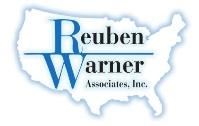 Reuben
Warner
Associates, Inc.